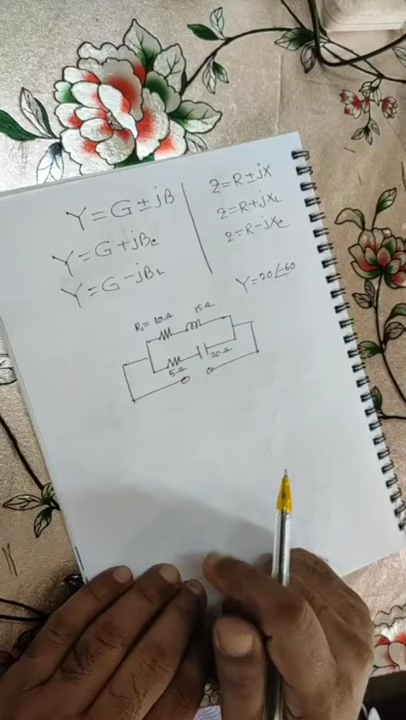 Y = G ± jB
Y = G + jBc
Y = G - jBL
Z = R ± jX
Z = R + jXL
Z = R - jXc
Y = 20∠60
R1 = 10Ω 15Ω
5Ω 20Ω